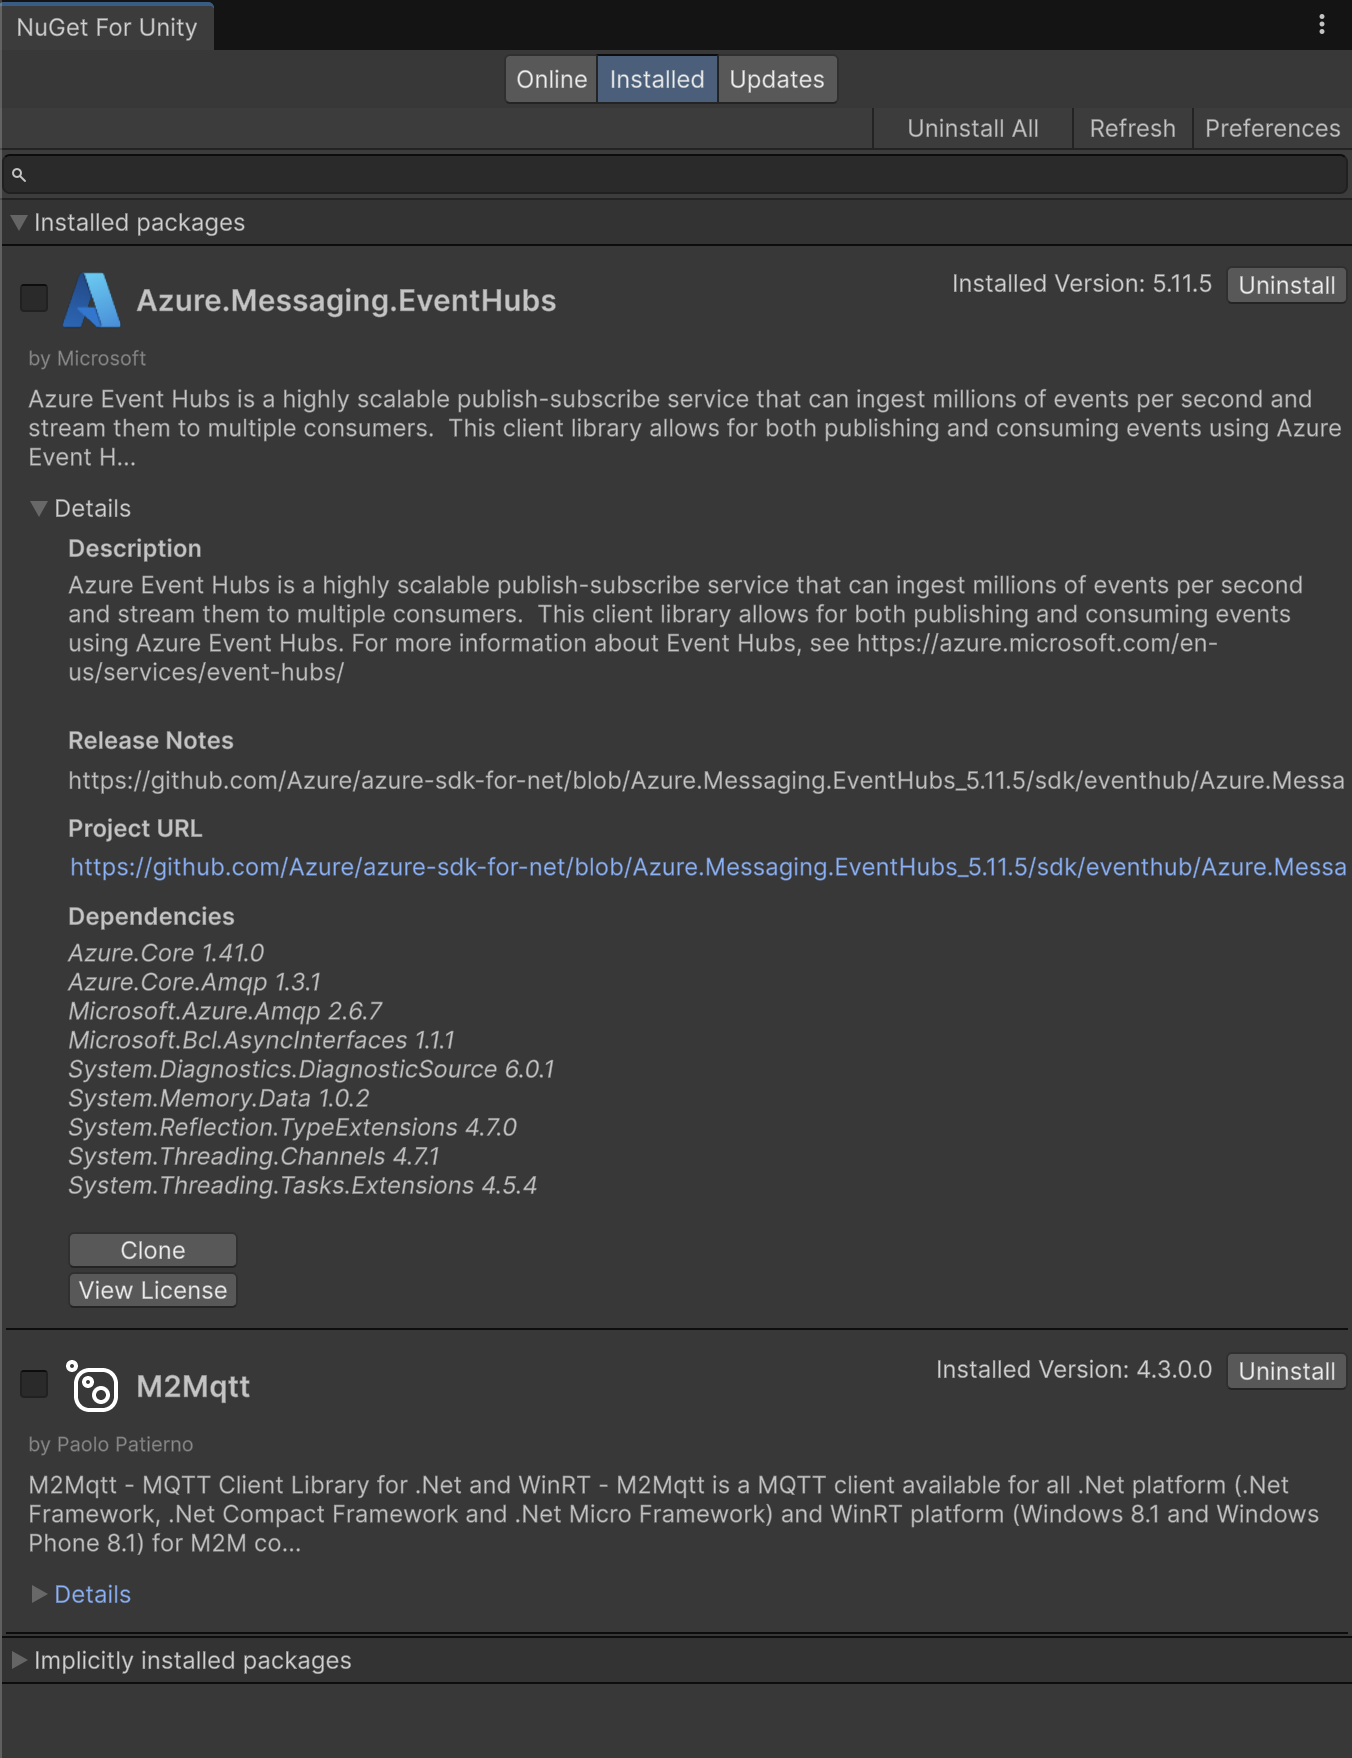 NuGet For Unity
Online Installed Updates
Uninstall All Refresh Preferences
Installed packages
Azure.Messaging.EventHubs
Installed Version: 5.11.5 Uninstall
by Microsoft
Azure Event Hubs is a highly scalable publish-subscribe service that can ingest millions of events per second and
stream them to multiple consumers.  This client library allows for both publishing and consuming events using Azure
Event H...
Details
Description
Azure Event Hubs is a highly scalable publish-subscribe service that can ingest millions of events per second
and stream them to multiple consumers.  This client library allows for both publishing and consuming events
using Azure Event Hubs. For more information about Event Hubs, see https://azure.microsoft.com/en-
us/services/event-hubs/
Release Notes
https://github.com/Azure/azure-sdk-for-net/blob/Azure.Messaging.EventHubs_5.11.5/sdk/eventhub/Azure.Messa
Project URL
https://github.com/Azure/azure-sdk-for-net/blob/Azure.Messaging.EventHubs_5.11.5/sdk/eventhub/Azure.Messa
Dependencies
Azure.Core 1.41.0
Azure.Core.Amqp 1.3.1
Microsoft.Azure.Amqp 2.6.7
Microsoft.Bcl.AsyncInterfaces 1.1.1
System.Diagnostics.DiagnosticSource 6.0.1
System.Memory.Data 1.0.2
System.Reflection.TypeExtensions 4.7.0
System.Threading.Channels 4.7.1
System.Threading.Tasks.Extensions 4.5.4
Clone
View License
M2Mqtt
Installed Version: 4.3.0.0 Uninstall
by Paolo Patierno
M2Mqtt - MQTT Client Library for .Net and WinRT - M2Mqtt is a MQTT client available for all .Net platform (.Net
Framework, .Net Compact Framework and .Net Micro Framework) and WinRT platform (Windows 8.1 and Windows
Phone 8.1) for M2M co...
Details
Implicitly installed packages